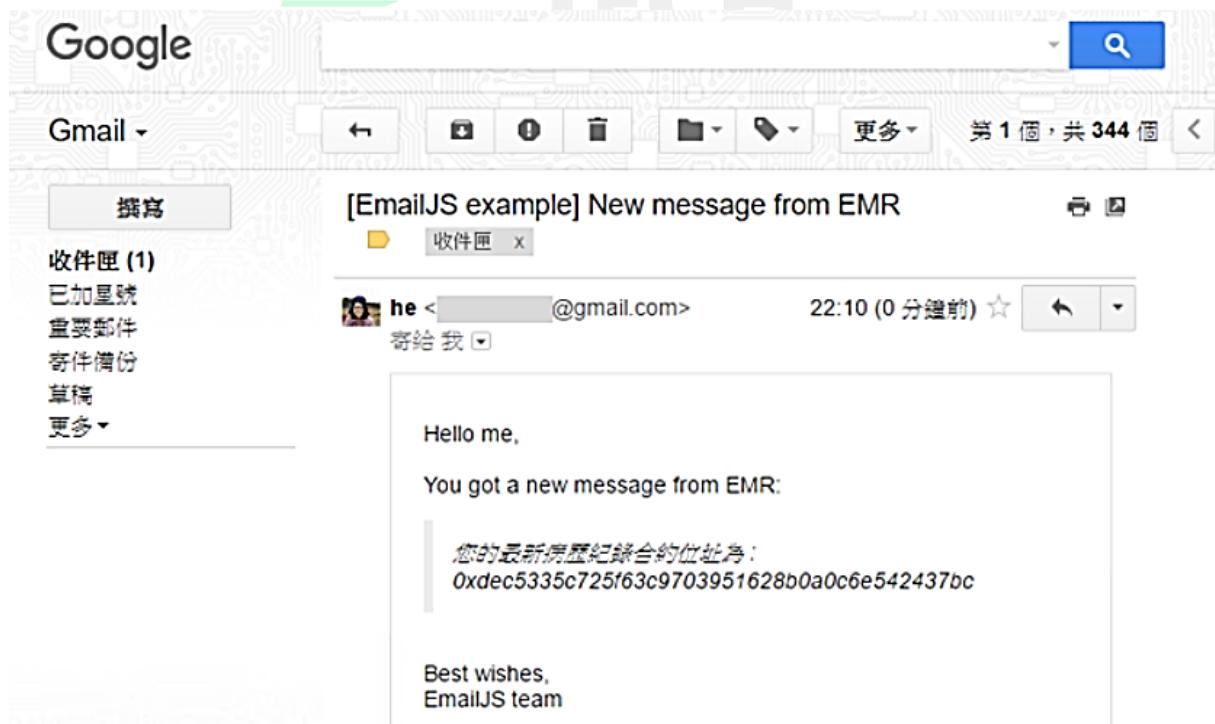 Google
Gmail
更多
第 1 個,共 344 個
撰寫
[EmailJS example] New message from EMR
收件匣 x
收件匣 (1)
已加星號
重要郵件
寄件備份
草稿
更多
he < @gmail.com>
22:10 (0 分鐘前)
寄給 我
Hello me,
You got a new message from EMR:
您的最新病歷紀錄合約位址為:
0xdec5335c725f63c9703951628b0a0c6e542437bc
Best wishes,
EmailJS team